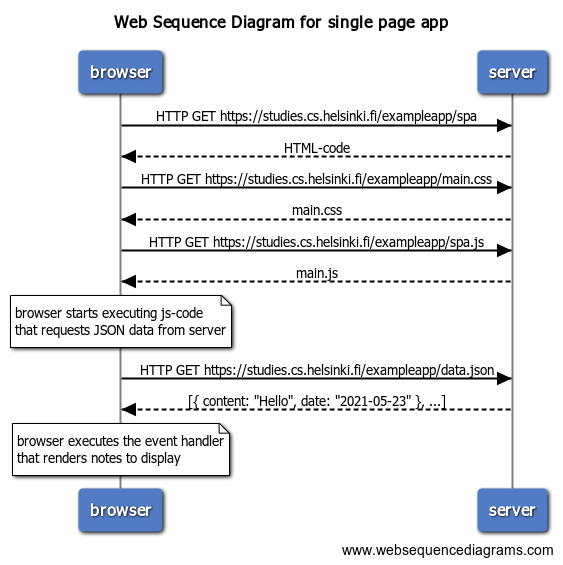 Web Sequence Diagram for single page app
browser
server
HTTP GET https://studies.cs.helsinki.fi/exampleapp/spa
HTML-code
HTTP GET https://studies.cs.helsinki.fi/exampleapp/main.css
main.css
HTTP GET https://studies.cs.helsinki.fi/exampleapp/spa.js
main.js
browser starts executing js-code
that requests JSON data from server
HTTP GET https://studies.cs.helsinki.fi/exampleapp/data.json
[{ content: "Hello", date: "2021-05-23" }, ...]
browser executes the event handler
that renders notes to display
browser
server
www.websequencediagrams.com